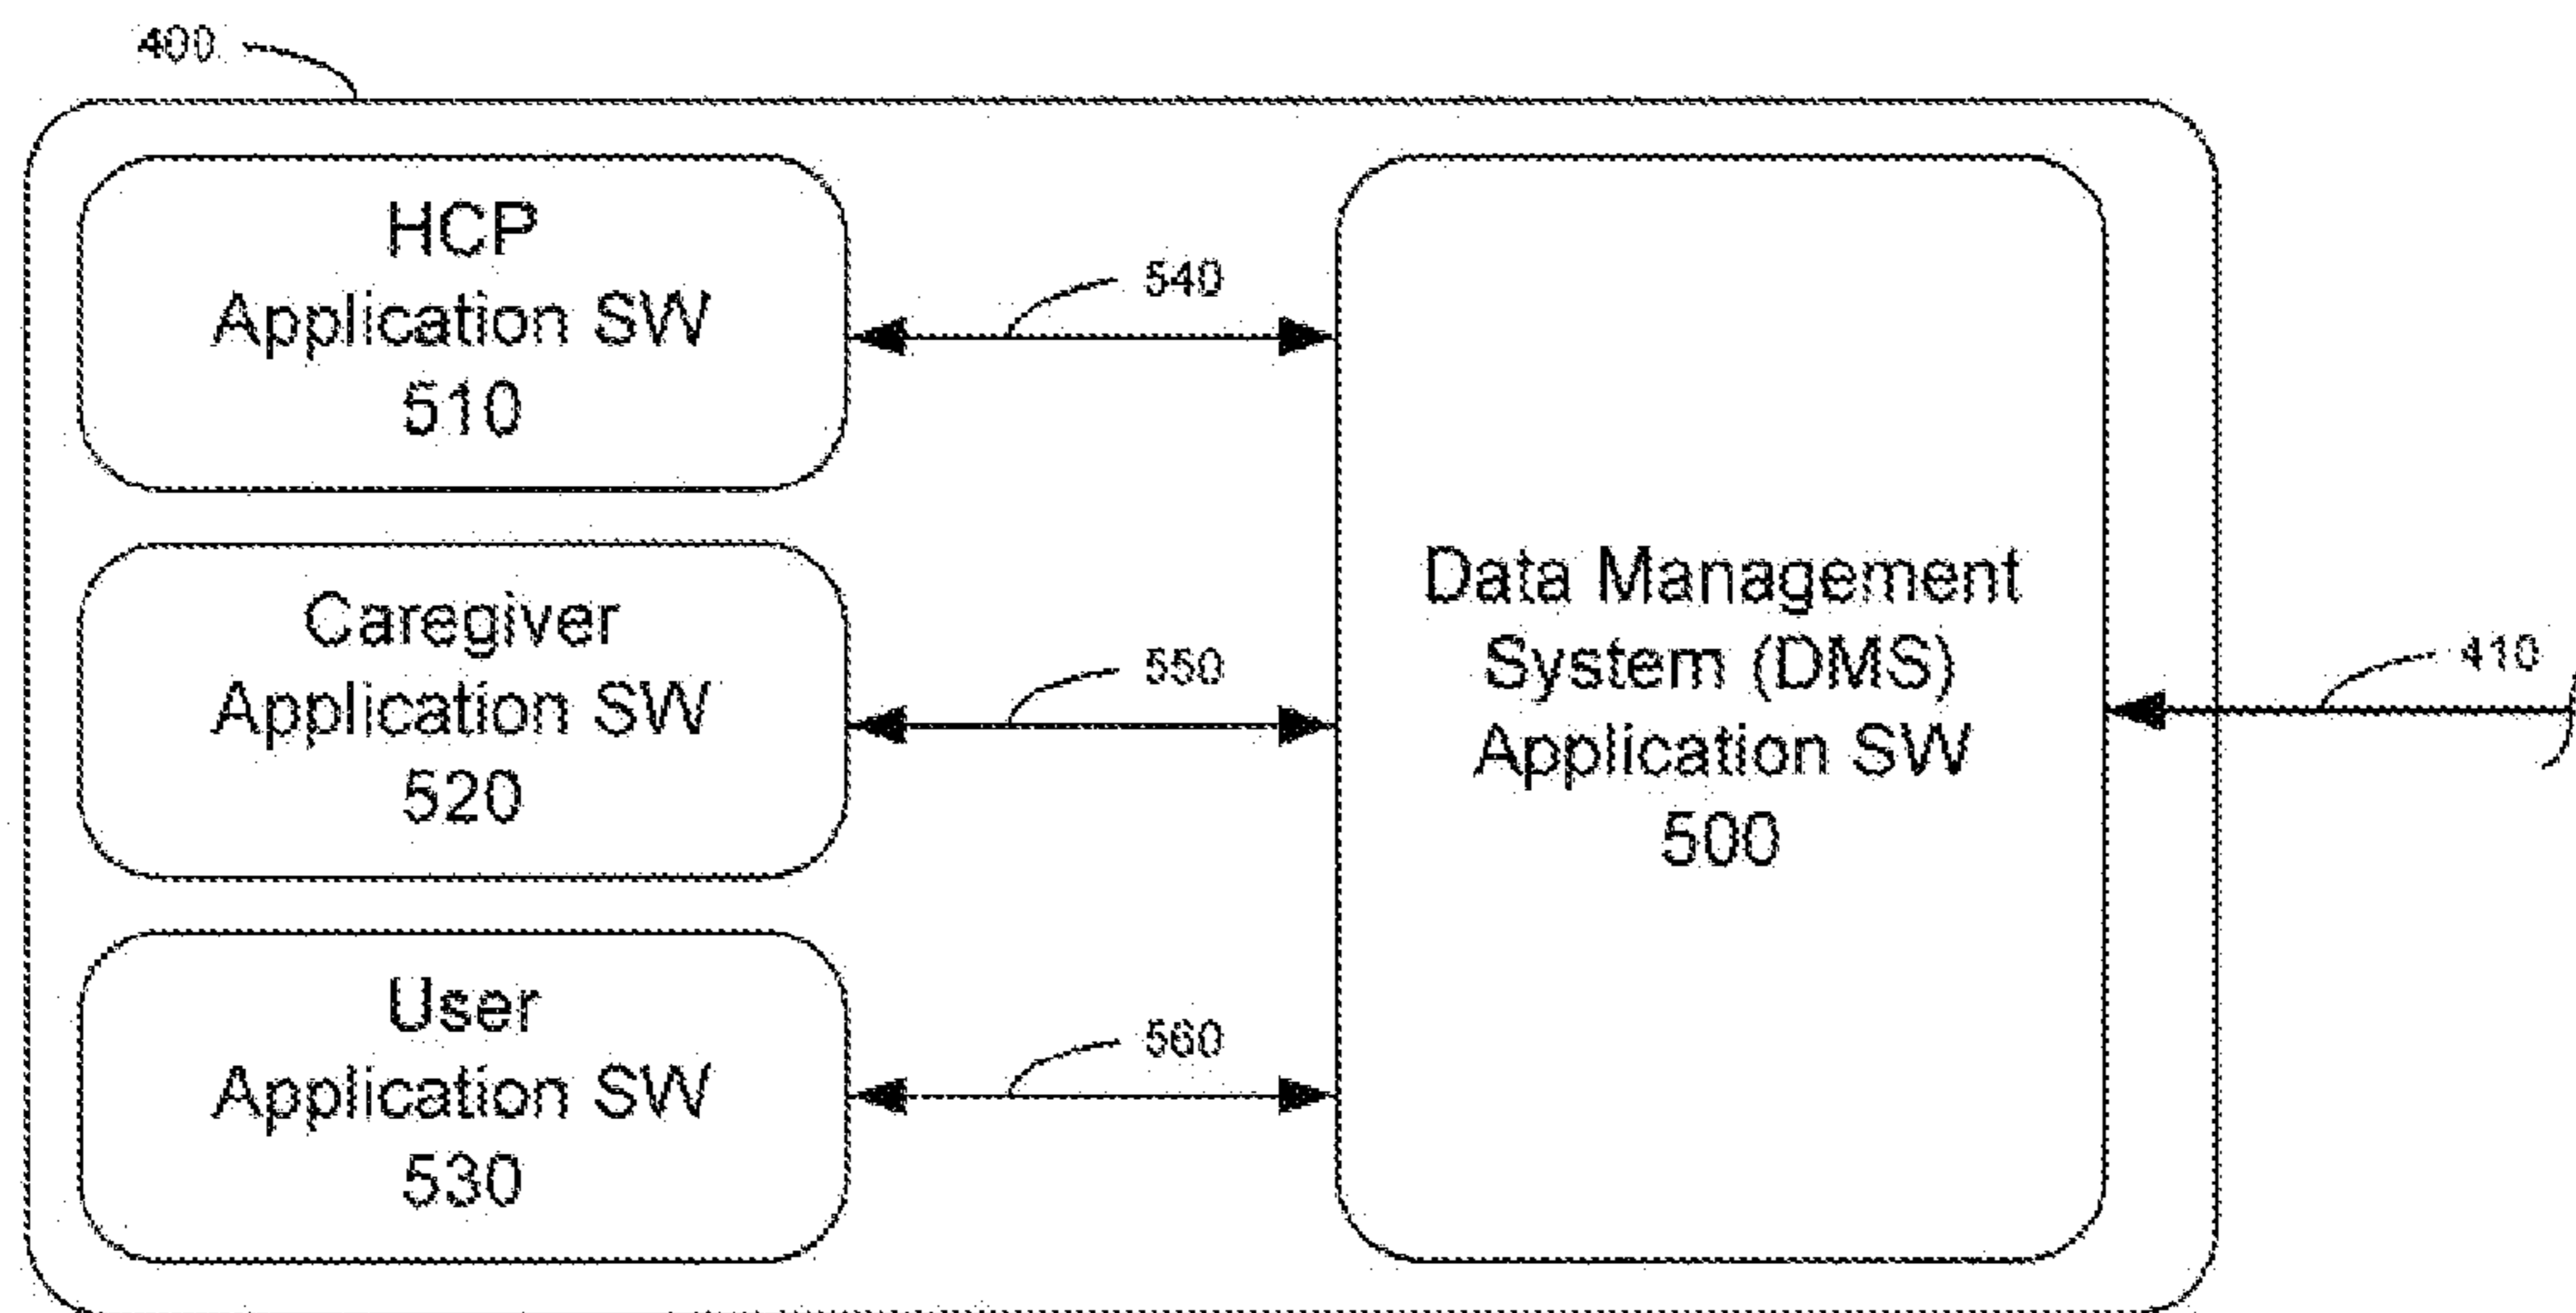 400
HCP
Application SW
510
540
Caregiver
Application SW
520
550
User
Application SW
530
560
Data Management
System (DMS)
Application SW
500
410